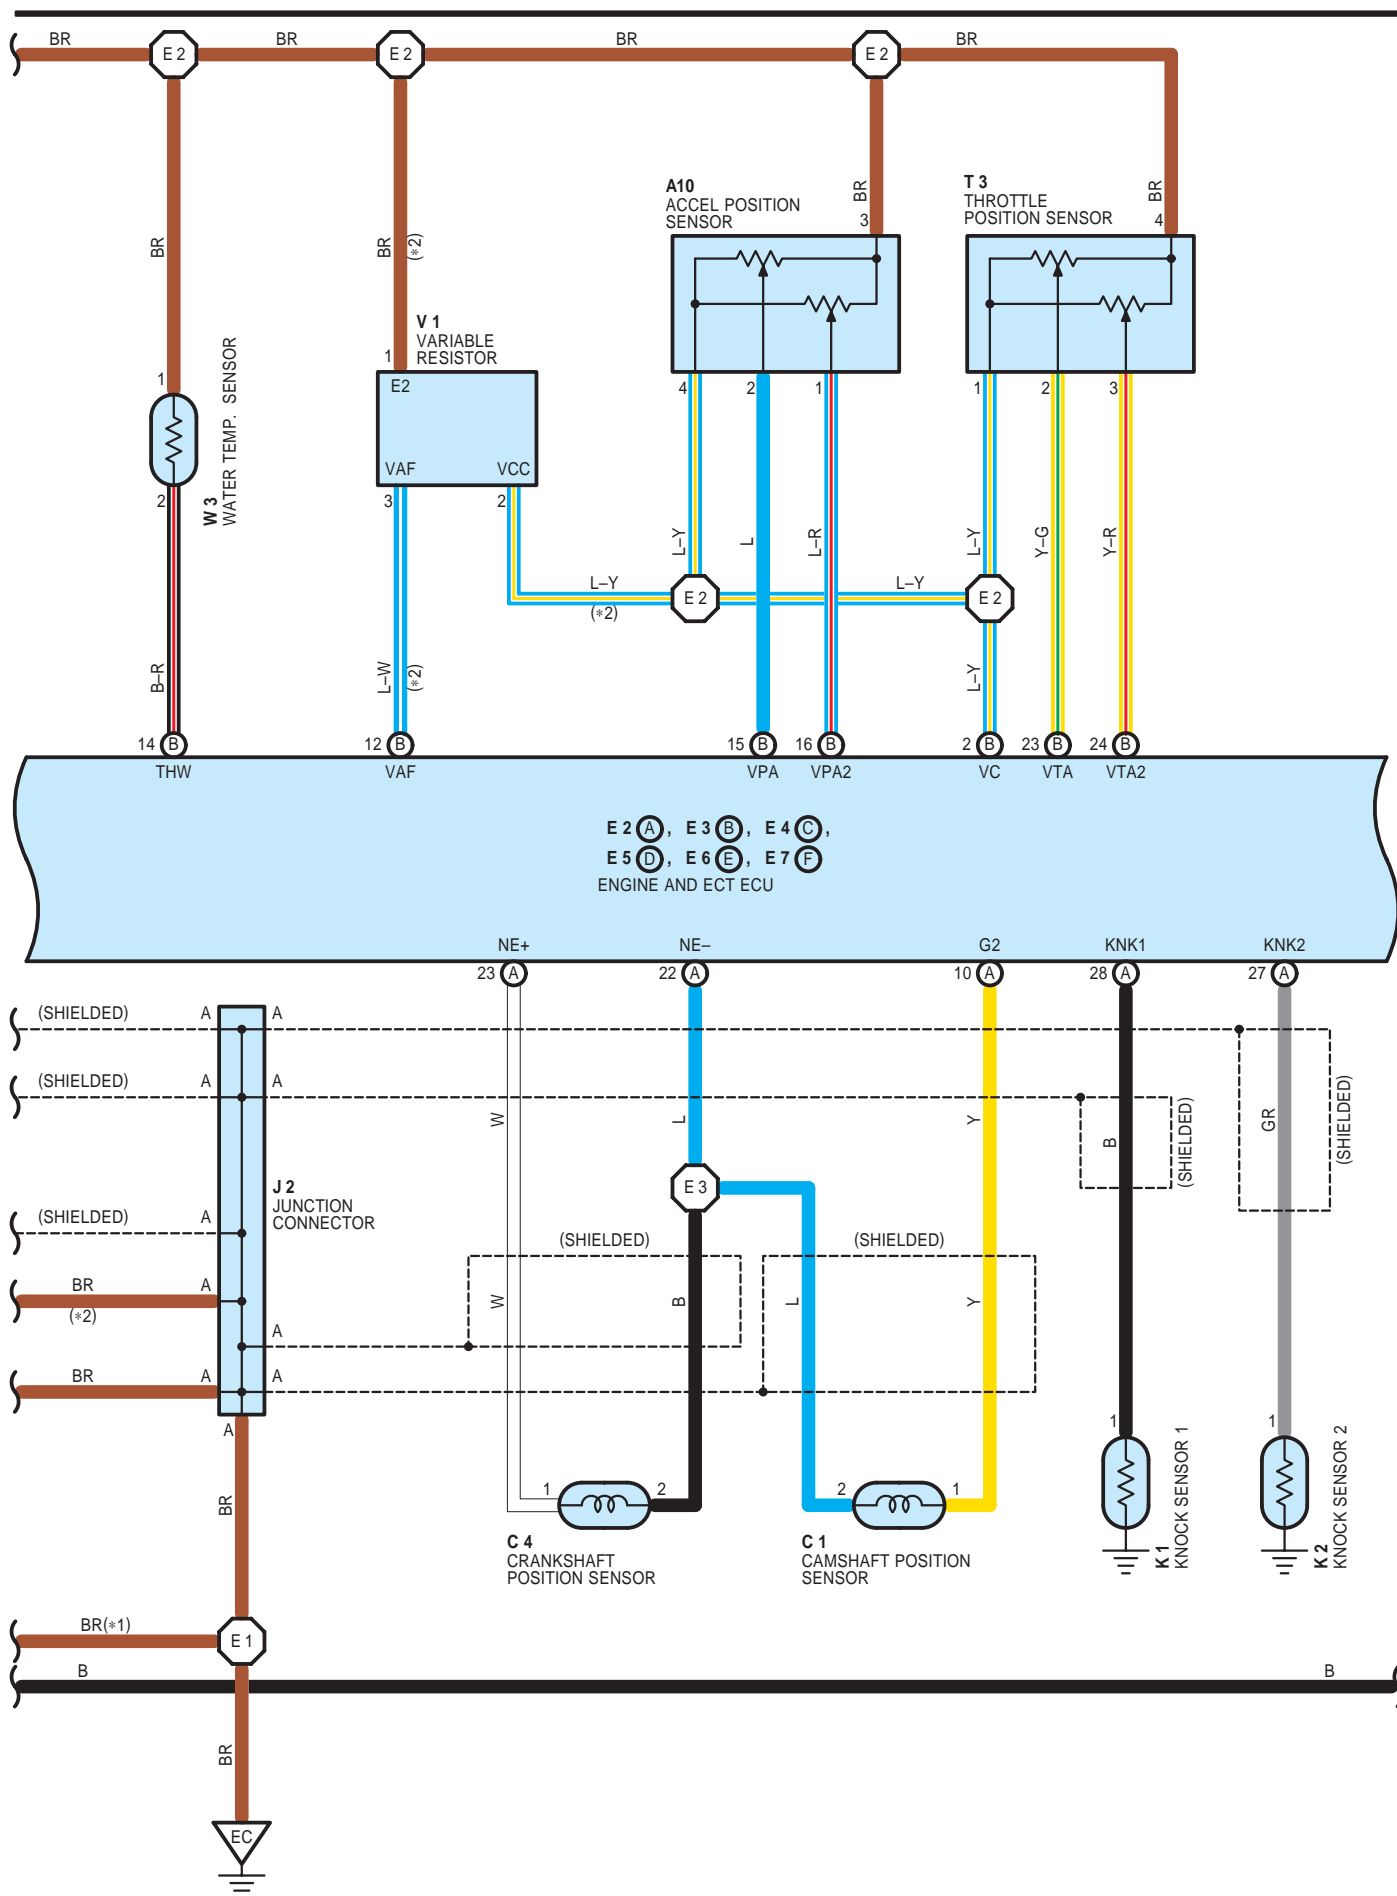 BR
BR
BR
BR
E 2
E 2
E 2
A10
ACCEL POSITION
SENSOR
BR
3
T 3
THROTTLE
POSITION SENSOR
BR
4
BR
BR
(∗2)
V 1
VARIABLE
RESISTOR
1
1
E2
VAF
VCC
W 3
WATER TEMP. SENSOR
2
3
2
4
2
1
1
2
3
L–Y
L
L–R
L–Y
Y–G
Y–R
L–Y
(∗2)
E 2
L–Y
E 2
B–R
L–W
(∗2)
L–Y
14 B
12 B
15 B
16 B
2 B
23 B
24 B
THW
VAF
VPA
VPA2
VC
VTA
VTA2
E 2 A , E 3 B , E 4 C ,
E 5 D , E 6 E , E 7 F
ENGINE AND ECT ECU
NE+
NE–
G2
KNK1
KNK2
23 A
22 A
10 A
28 A
27 A
(SHIELDED)
A
A
(SHIELDED)
A
A
W
L
Y
B
(SHIELDED)
GR
(SHIELDED)
J 2
JUNCTION
CONNECTOR
E 3
(SHIELDED)
A
(SHIELDED)
(SHIELDED)
BR
(∗2)
A
W
B
L
Y
A
BR
A
A
A
1
1
BR
1
2
2
1
C 4
CRANKSHAFT
POSITION SENSOR
C 1
CAMSHAFT POSITION
SENSOR
K 1
KNOCK SENSOR 1
K 2
KNOCK SENSOR 2
BR(∗1)
E 1
B
B
BR
EC